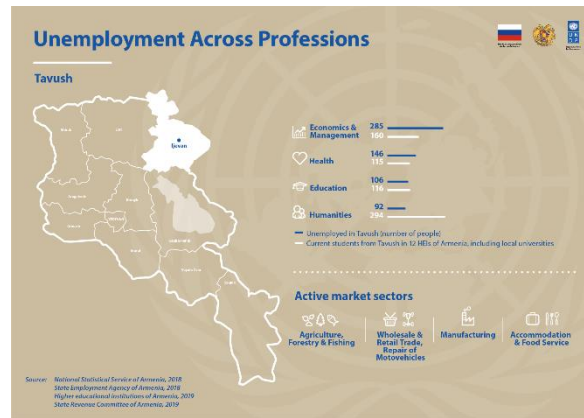 Unemployment Across Professions
Tavush
Ijevan
Economics &
Management
285
160
Health
146
115
Education
106
116
Humanities
92
294
Unemployed in Tavush (number of people)
Current students from Tavush in 12 HEIs of Armenia, including local universities
Active market sectors
Agriculture,
Forestry & Fishing
Wholesale &
Retail Trade,
Repair of
Motovehicles
Manufacturing
Accommodation
& Food Service
Source: National Statistical Service of Armenia, 2018
State Employment Agency of Armenia, 2018
Higher educational institutions of Armenia, 2019
State Revenue Committee of Armenia, 2019